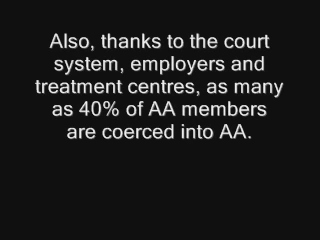 Also, thanks to the court
system, employers and
treatment centres, as many
as 40% of AA members
are coerced into AA.